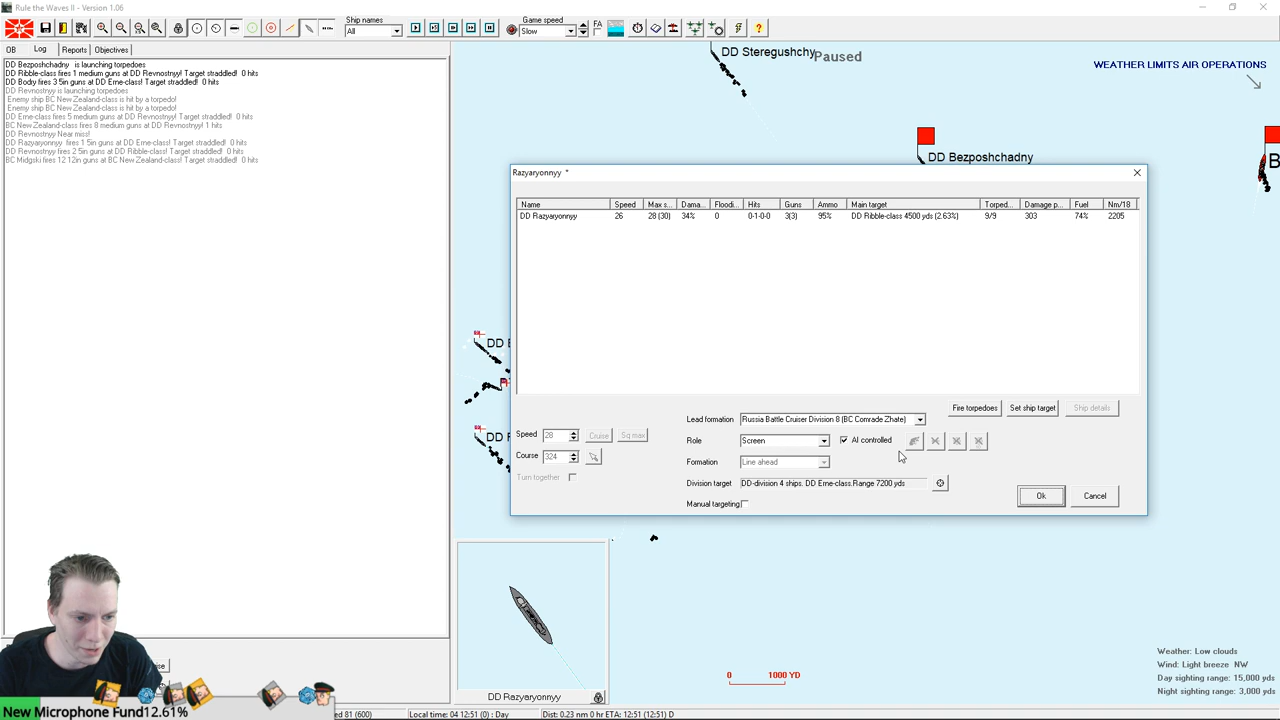 Rule the Waves II - Version 1.06
Ship names
All
Game speed
Slow
FA
OB
Log
Reports
Objectives
DD Bezposhchadny is launching torpedoes
DD Ribble-class fires 1 medium guns at DD Revnostnyy! Target straddled! 0 hits
DD Bodry fires 3 5in guns at DD Erne-class! Target straddled! 0 hits
DD Revnostnyy is launching torpedoes
Enemy ship BC New Zealand-class is hit by a torpedo!
Enemy ship BC New Zealand-class is hit by a torpedo!
DD Erne-class fires 5 medium guns at DD Revnostnyy! Target straddled! 0 hits
BC New Zealand-class fires 8 medium guns at DD Revnostnyy! 1 hits
DD Revnostnyy Near miss!
DD Razyaryonnyy fires 1 5in guns at DD Erne-class! Target straddled! 0 hits
DD Revnostnyy fires 2 5in guns at DD Ribble-class! Target straddled! 0 hits
BC Midgski fires 12 12in guns at BC New Zealand-class! Target straddled! 0 hits
DD Steregushchy
Paused
WEATHER LIMITS AIR OPERATIONS
DD Bezposhchadny
Razyaryonnyy *
Name Speed Max s... Dama... Floodi... Hits Guns Ammo Main target Torped... Damage p... Fuel Nm/18
DD Razyaryonnyy 26 28 (30) 34% 0 0-1-0-0 3(3) 95% DD Ribble-class 4500 yds (2.63%) 9/9 303 74% 2205
Fire torpedoes
Set ship target
Ship details
Lead formation Russia Battle Cruiser Division 8 (BC Comrade Zhate)
Speed 28 Cruise Sq max
Role Screen AI controlled
Course 324
Formation Line ahead
Turn together
Division target DD-division 4 ships. DD Erne-class.Range 7200 yds
Manual targeting
Ok
Cancel
DD Razyaryonnyy
0 1000 YD
Weather: Low clouds
Wind: Light breeze NW
Day sighting range: 15,000 yds
Night sighting range: 3,000 yds
New Microphone Fund12.61%
ed 81 (600)
Local time: 04 12:51 (0) : Day
Dist: 0.23 nm 0 hr ETA: 12:51 (12:51) D